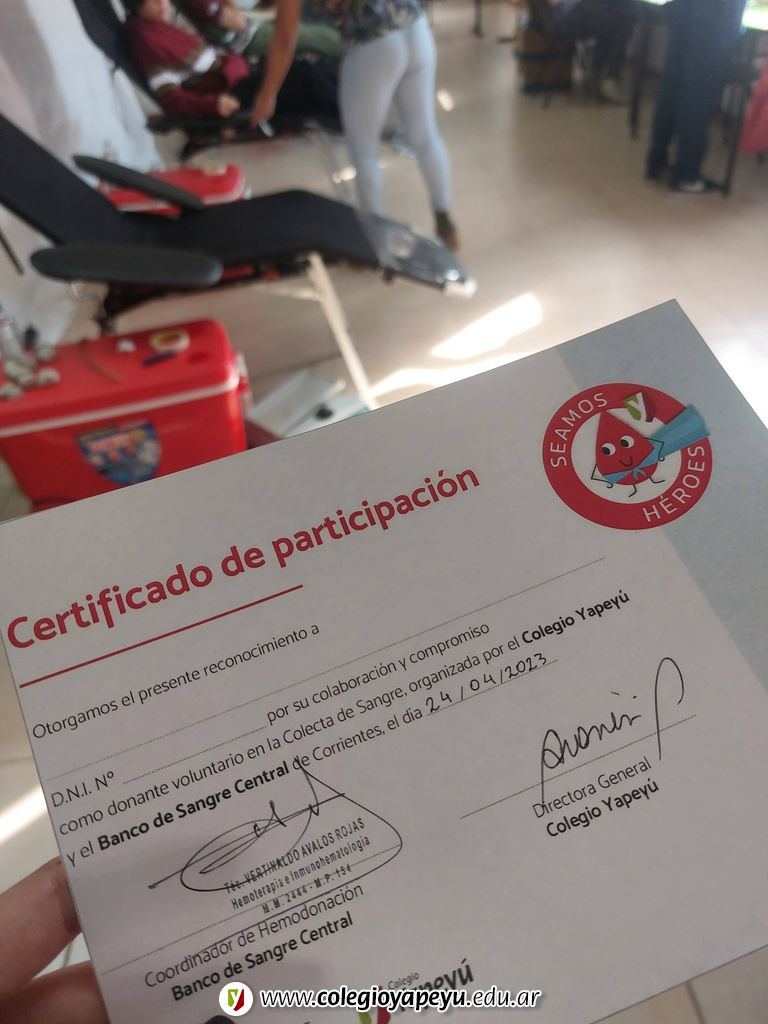 SEAMOS
HÉROES
Certificado de participación
Otorgamos el presente reconocimiento a
D.N.I. Nº por su colaboración y compromiso
como donante voluntario en la Colecta de Sangre, organizada por el Colegio Yapeyú
y el Banco de Sangre Central de Corrientes, el día 24/04/2023
Téc. VERTINALDO AVALOS ROJAS
Hemoterapia e Inmunohematología
M.M. 2444 - M.P. 154
Coordinador de Hemodonación
Banco de Sangre Central
Directora General
Colegio Yapeyú
Colegio
Yapeyú
www.colegioyapeyu.edu.ar